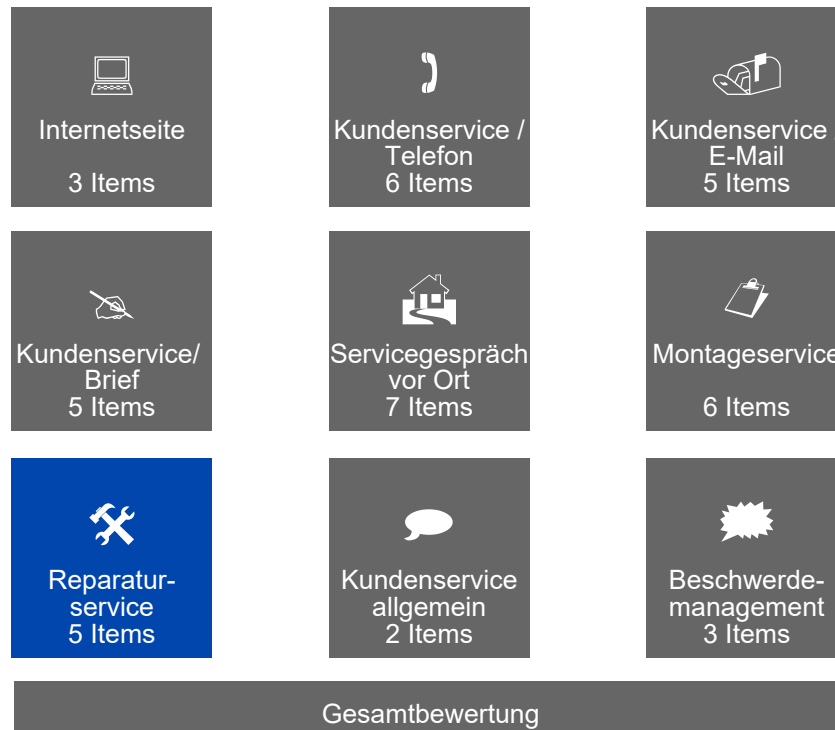 Internetseite
3 Items
Kundenservice /
Telefon
6 Items
Kundenservice
E-Mail
5 Items
Kundenservice/
Brief
5 Items
Servicegespräch
vor Ort
7 Items
Montageservice
6 Items
Reparatur-
service
5 Items
Kundenservice
allgemein
2 Items
Beschwerde-
management
3 Items
Gesamtbewertung